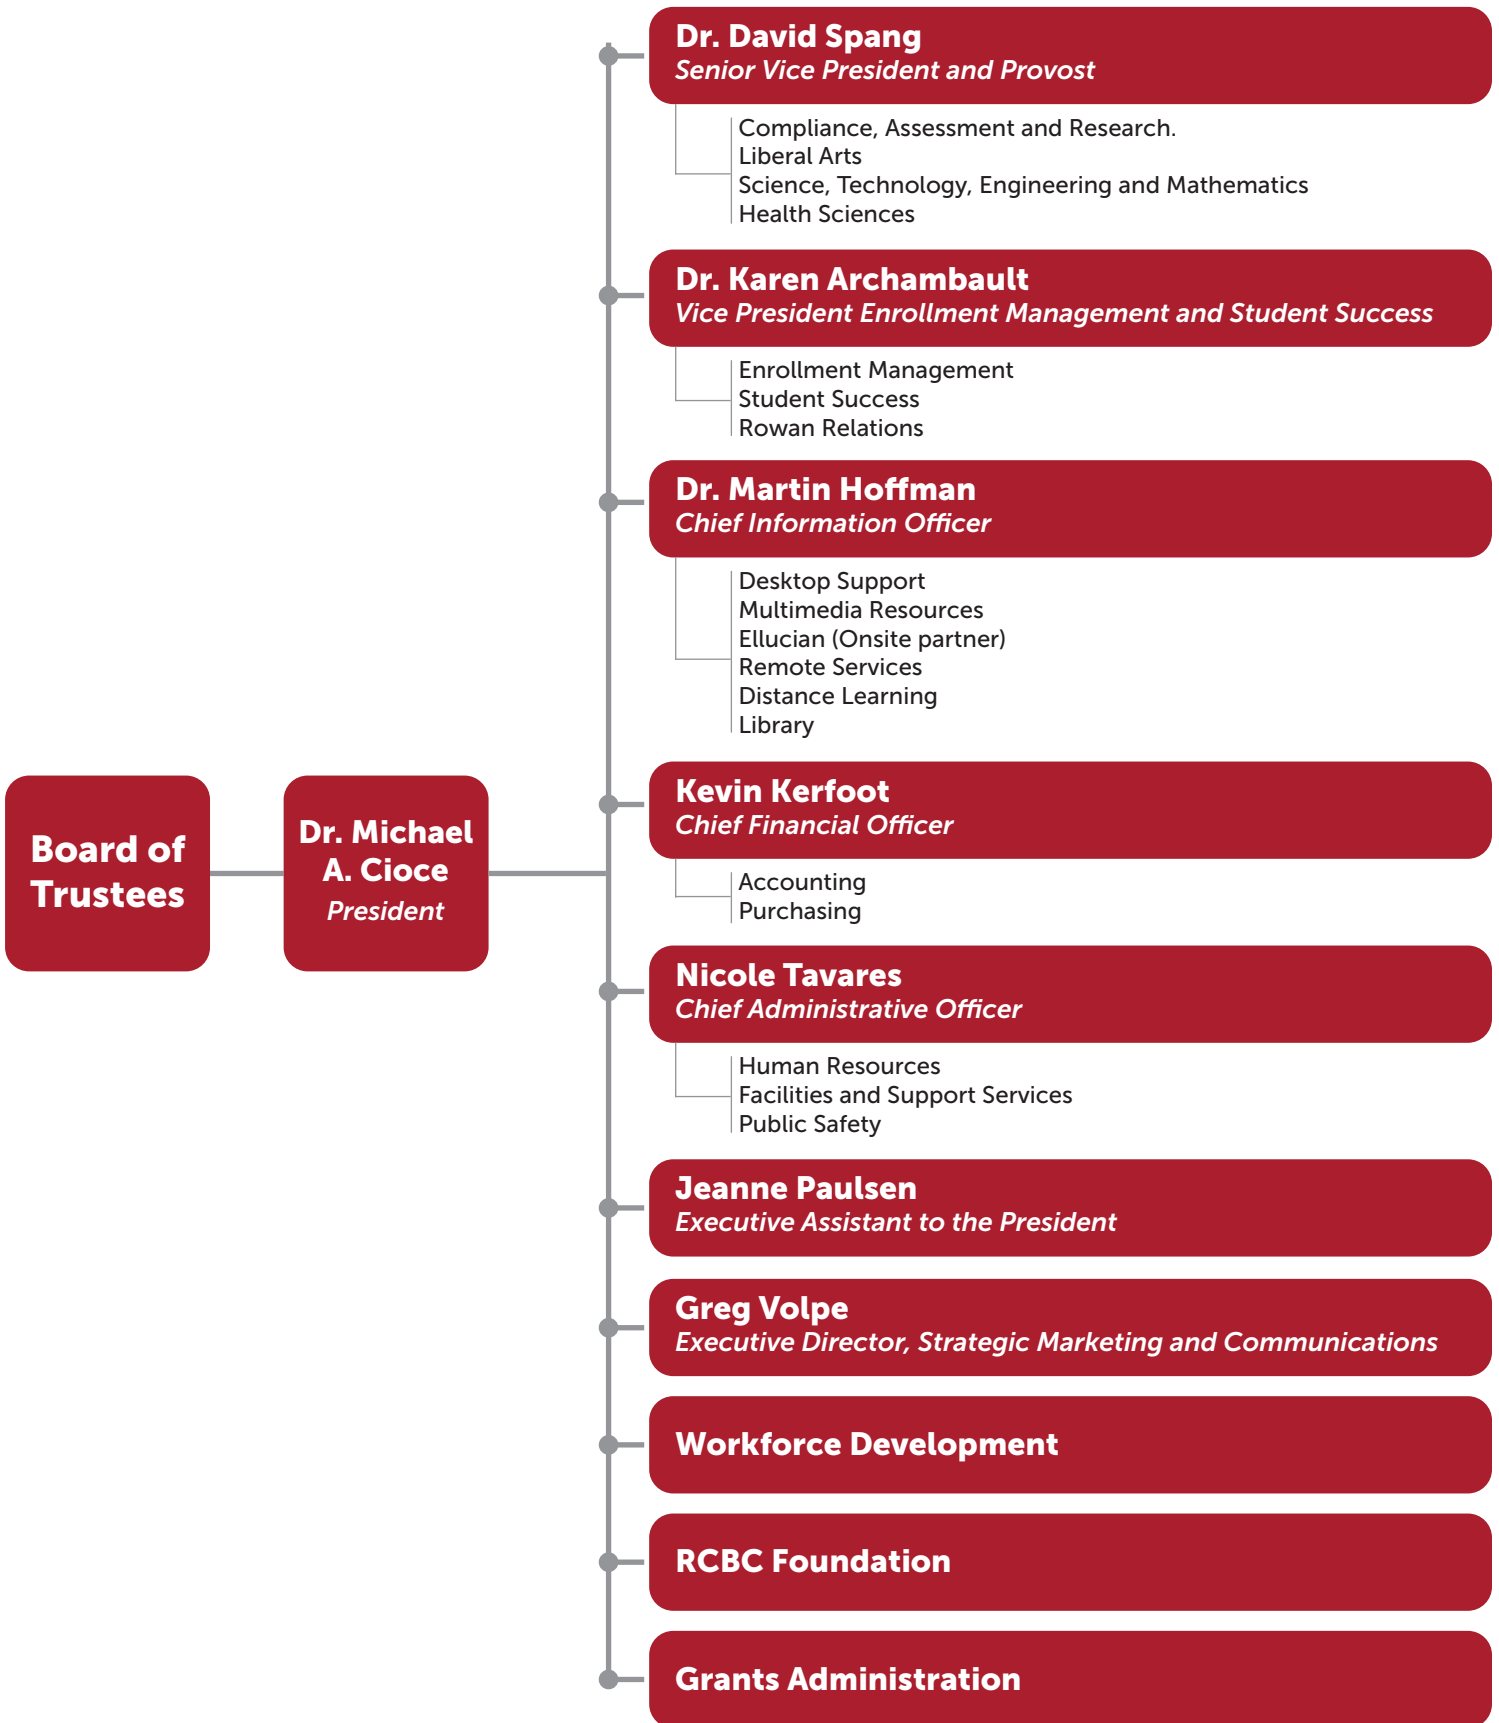 Board of
Trustees
Dr. Michael
A. Cioce
President
Dr. David Spang
Senior Vice President and Provost
Compliance, Assessment and Research.
Liberal Arts
Science, Technology, Engineering and Mathematics
Health Sciences
Dr. Karen Archambault
Vice President Enrollment Management and Student Success
Enrollment Management
Student Success
Rowan Relations
Dr. Martin Hoffman
Chief Information Officer
Desktop Support
Multimedia Resources
Ellucian (Onsite partner)
Remote Services
Distance Learning
Library
Kevin Kerfoot
Chief Financial Officer
Accounting
Purchasing
Nicole Tavares
Chief Administrative Officer
Human Resources
Facilities and Support Services
Public Safety
Jeanne Paulsen
Executive Assistant to the President
Greg Volpe
Executive Director, Strategic Marketing and Communications
Workforce Development
RCBC Foundation
Grants Administration